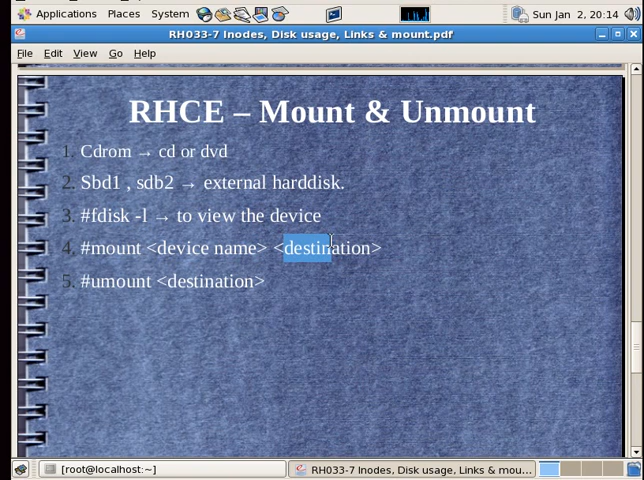 Applications Places System Sun Jan 2, 20:14
RH033-7 Inodes, Disk usage, Links & mount.pdf
File Edit View Go Help
RHCE – Mount & Unmount
1. Cdrom → cd or dvd
2. Sbd1 , sdb2 → external harddisk.
3. #fdisk -l → to view the device
4. #mount <device name> <destination>
5. #umount <destination>
[root@localhost:~] RH033-7 Inodes, Disk usage, Links & mou...